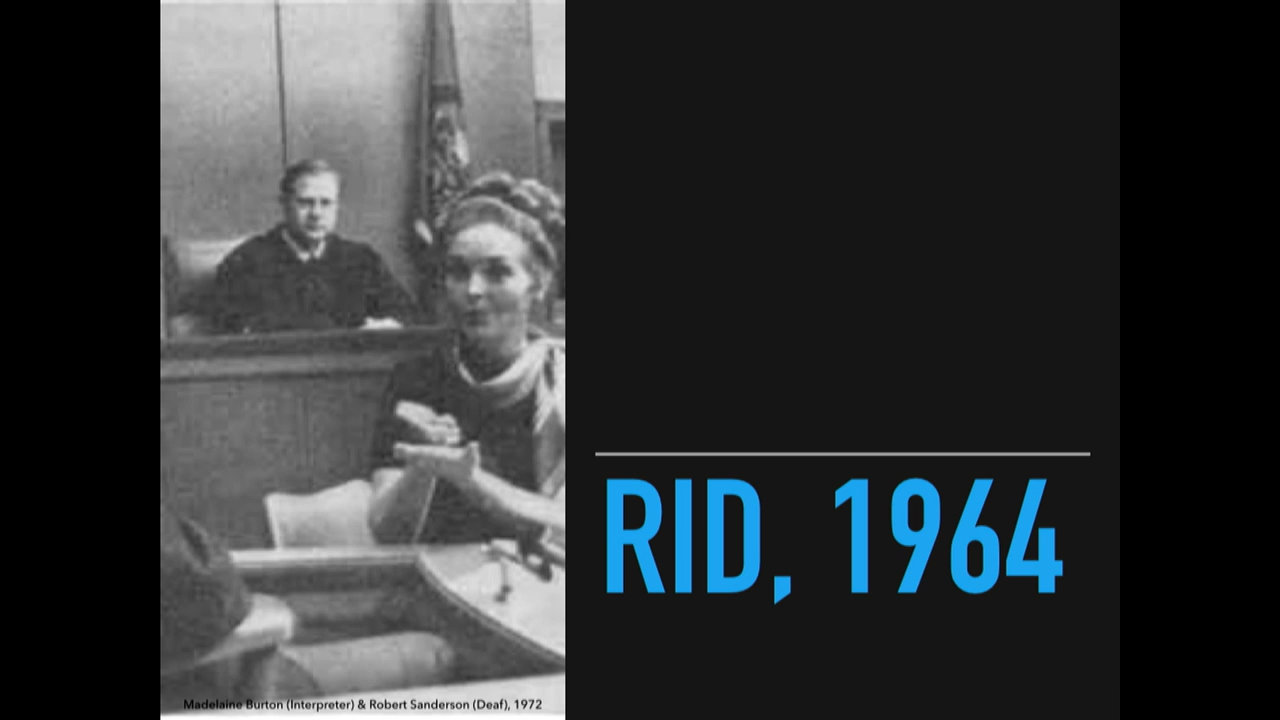 RID, 1964
Madelaine Burton (Interpreter) & Robert Sanderson (Deaf), 1972